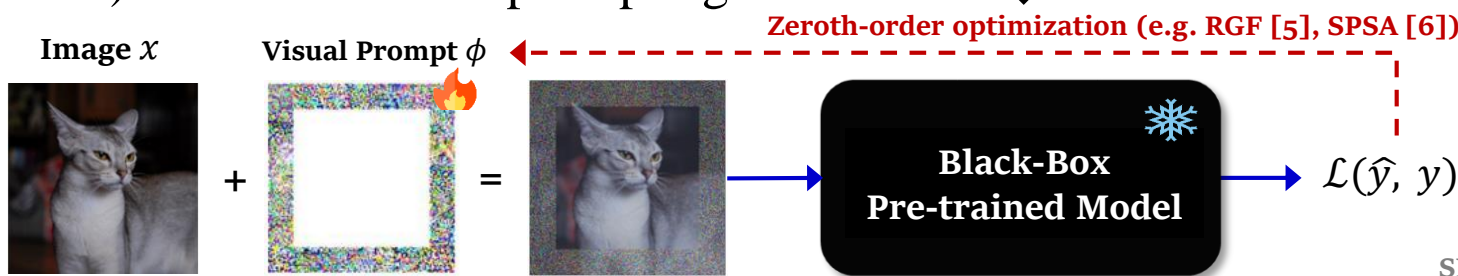 Zeroth-order optimization (e.g. RGF [5], SPSA [6])
Image x
Visual Prompt ϕ
+
=
Black-Box
Pre-trained Model
ℒ(ŷ, y)